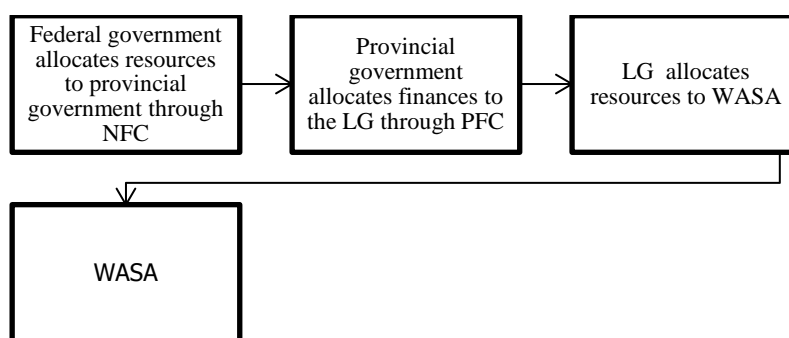 Federal government
allocates resources
to provincial
government through
NFC
Provincial
government
allocates finances to
the LG through PFC
LG allocates
resources to WASA
WASA